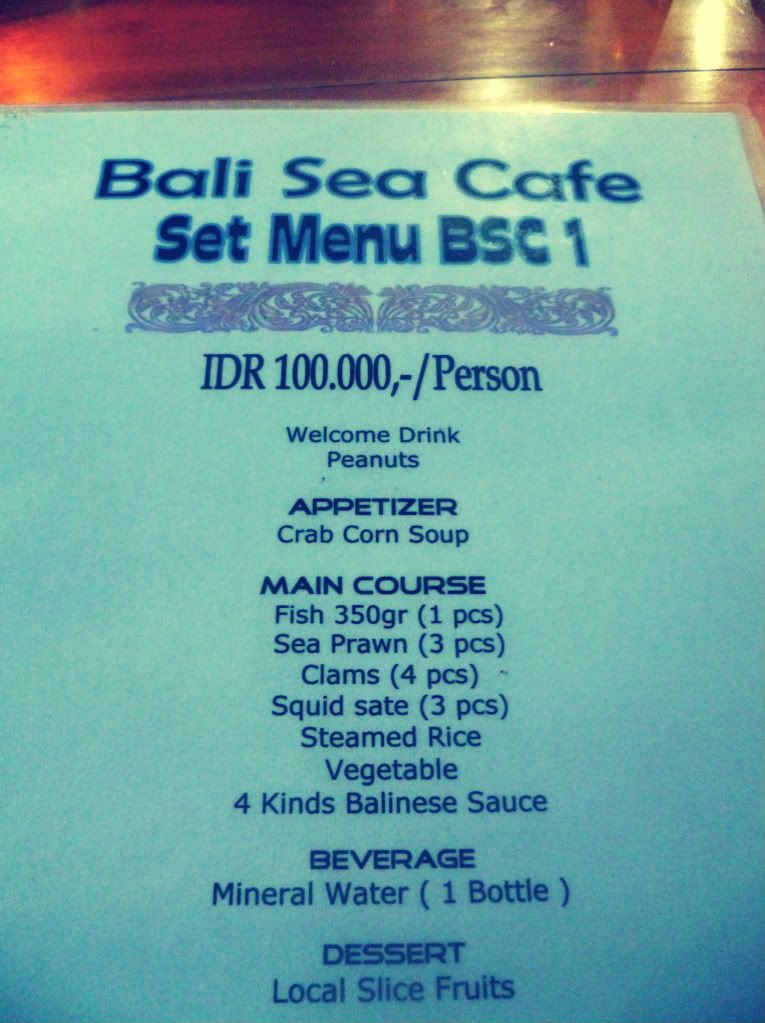 Bali Sea Cafe
Set Menu BSC 1
IDR 100.000,-/Person
Welcome Drink
Peanuts
APPETIZER
Crab Corn Soup
MAIN COURSE
Fish 350gr (1 pcs)
Sea Prawn (3 pcs)
Clams (4 pcs)
Squid sate (3 pcs)
Steamed Rice
Vegetable
4 Kinds Balinese Sauce
BEVERAGE
Mineral Water ( 1 Bottle )
DESSERT
Local Slice Fruits